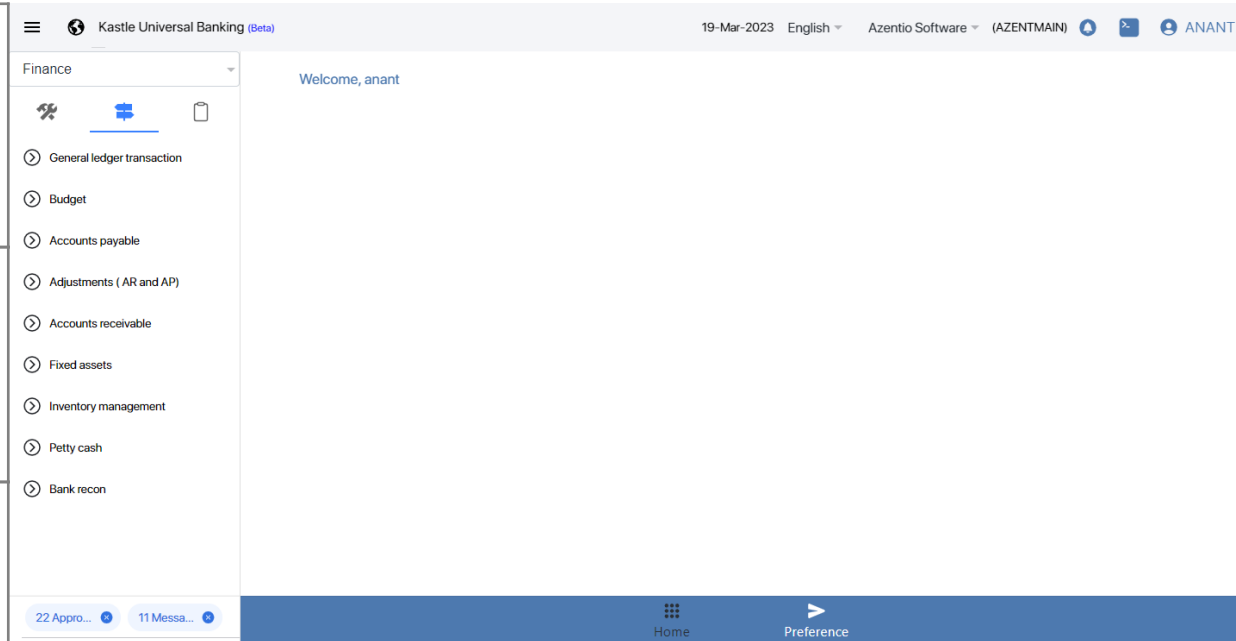 Kastle Universal Banking (Beta) 19-Mar-2023 English Azentio Software (AZENTMAIN) >_ ANANT
Finance
Welcome, anant
General ledger transaction
Budget
Accounts payable
Adjustments ( AR and AP)
Accounts receivable
Fixed assets
Inventory management
Petty cash
Bank recon
22 Appro... 11 Messa...
Home Preference